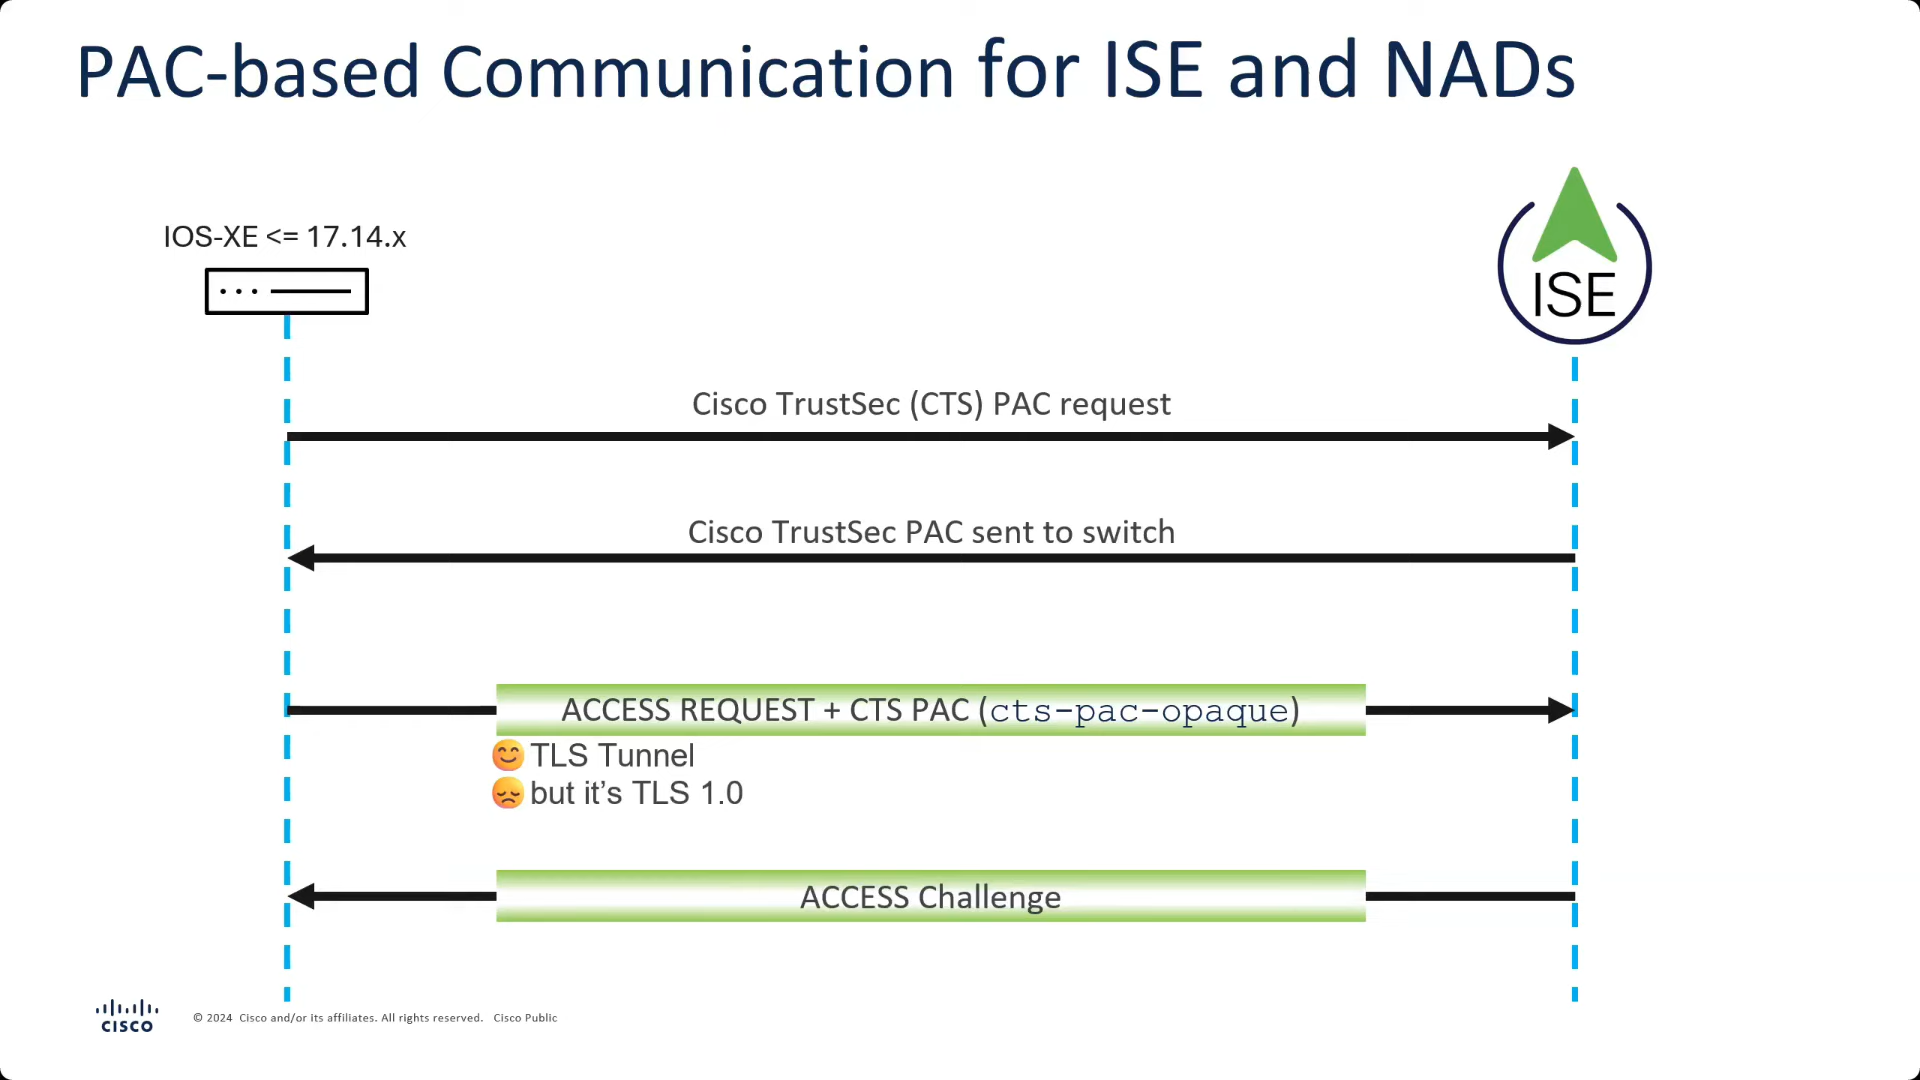 PAC-based Communication for ISE and NADs
IOS-XE <= 17.14.x
ISE
Cisco TrustSec (CTS) PAC request
Cisco TrustSec PAC sent to switch
ACCESS REQUEST + CTS PAC (cts-pac-opaque)
😊 TLS Tunnel
😞 but it’s TLS 1.0
ACCESS Challenge
CISCO
© 2024 Cisco and/or its affiliates. All rights reserved. Cisco Public